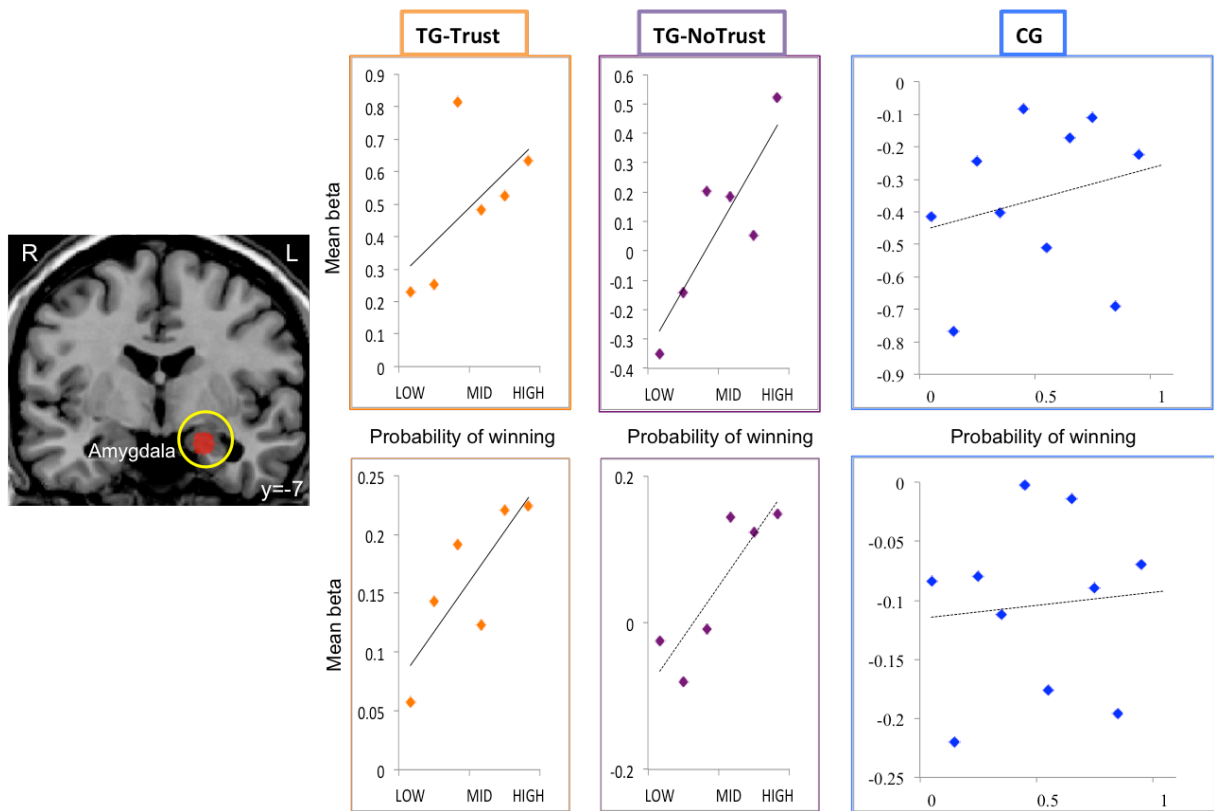 TG-Trust
TG-NoTrust
CG
R
L
Amygdala
y=-7
Mean beta
0.9
0.8
0.7
0.6
0.5
0.4
0.3
0.2
0.1
0
LOW MID HIGH
0.6
0.5
0.4
0.3
0.2
0.1
0
-0.1
-0.2
-0.3
-0.4
LOW MID HIGH
0
-0.1
-0.2
-0.3
-0.4
-0.5
-0.6
-0.7
-0.8
-0.9
0 0.5 1
Probability of winning
Probability of winning
Probability of winning
Mean beta
0.25
0.2
0.15
0.1
0.05
0
LOW MID HIGH
0.2
0
-0.2
LOW MID HIGH
0
-0.05
-0.1
-0.15
-0.2
-0.25
0 0.5 1